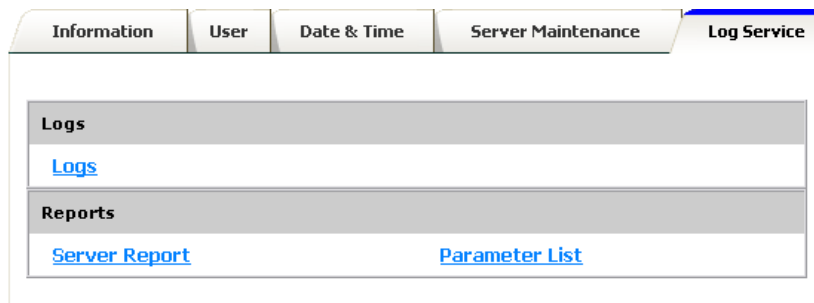 Information User Date & Time Server Maintenance Log Service
Logs
Logs
Reports
Server Report Parameter List